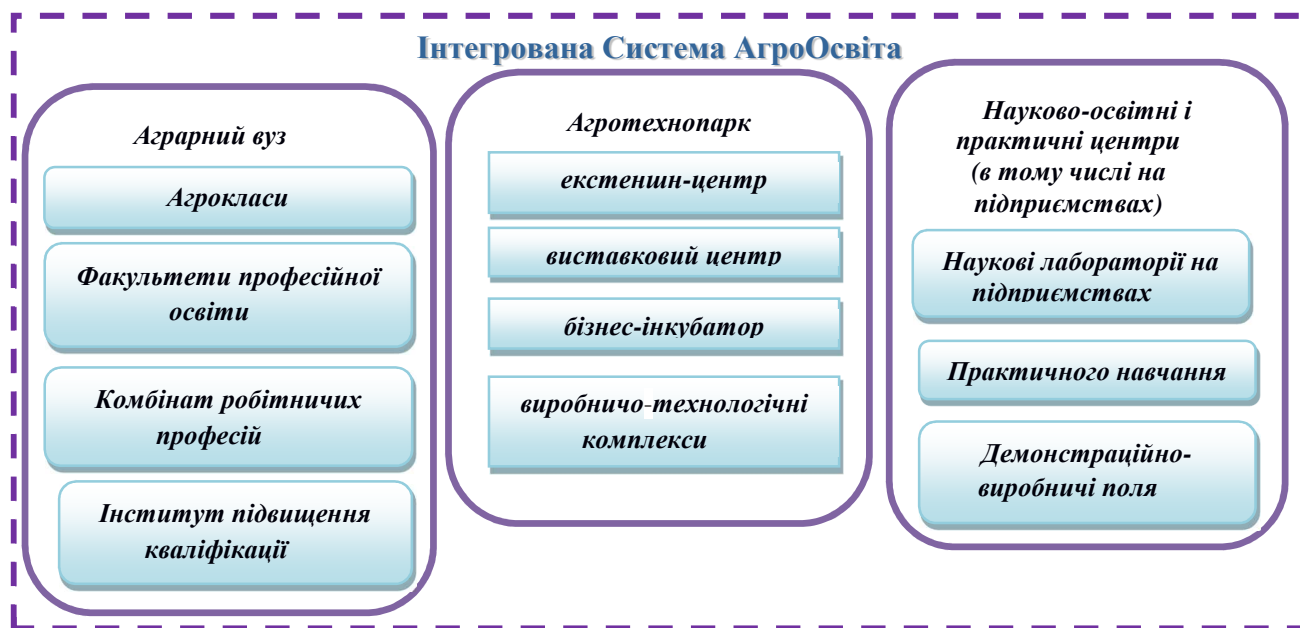 Інтегрована Система АгроОсвіта
Аграрний вуз
Агрокласи
Факультети професійної
освіти
Комбінат робітничих
професій
Інститут підвищення
кваліфікації
Агротехнопарк
екстеншн-центр
виставковий центр
бізнес-інкубатор
виробничо-технологічні
комплекси
Науково-освітні і
практичні центри
(в тому числі на
підприємствах)
Наукові лабораторії на
підприємствах
Практичного навчання
Демонстраційно-
виробничі поля